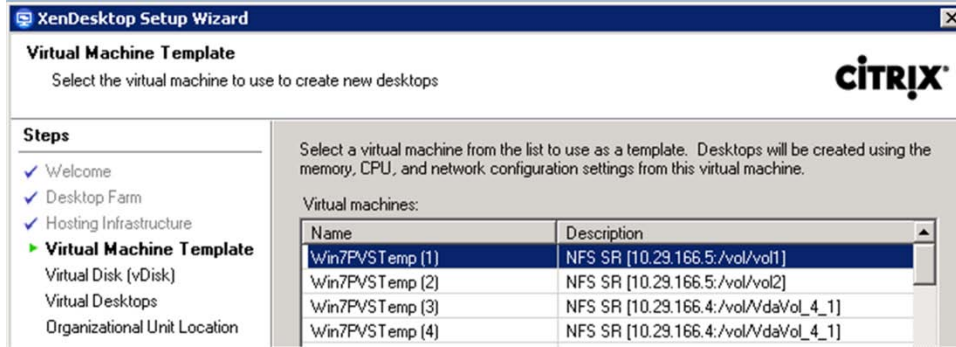 XenDesktop Setup Wizard
Virtual Machine Template
Select the virtual machine to use to create new desktops
CITRIX
Steps
Welcome
Desktop Farm
Hosting Infrastructure
Virtual Machine Template
Virtual Disk (vDisk)
Virtual Desktops
Organizational Unit Location
Select a virtual machine from the list to use as a template.  Desktops will be created using the
memory, CPU, and network configuration settings from this virtual machine.
Virtual machines:
Name Description
Win7PVSTemp (1) NFS SR [10.29.166.5:/vol/vol1]
Win7PVSTemp (2) NFS SR [10.29.166.5:/vol/vol2]
Win7PVSTemp (3) NFS SR [10.29.166.4:/vol/VdaVol_4_1]
Win7PVSTemp (4) NFS SR [10.29.166.4:/vol/VdaVol_4_1]